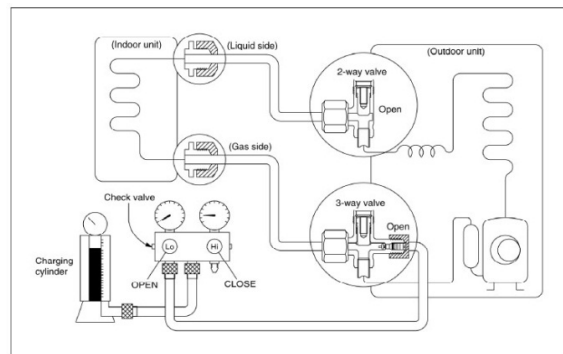 (Indoor unit)
(Liquid side)
(Outdoor unit)
2-way valve
Open
(Gas side)
3-way valve
Open
Check valve
Lo
Hi
Charging
cylinder
OPEN
CLOSE